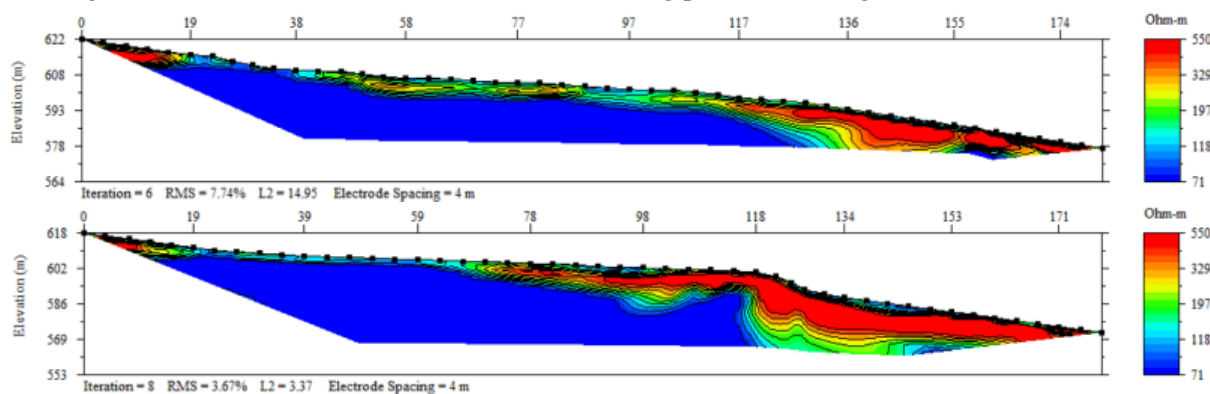 0 19 38 58 77 97 117 136 155 174 Ohm-m
622 550
608 329
Elevation (m)
593 197
578 118
564 71
Iteration = 6 RMS = 7.74% L2 = 14.95 Electrode Spacing = 4 m
0 19 39 59 78 98 118 134 153 171 Ohm-m
618 550
602 329
Elevation (m)
586 197
569 118
553 71
Iteration = 8 RMS = 3.67% L2 = 3.37 Electrode Spacing = 4 m